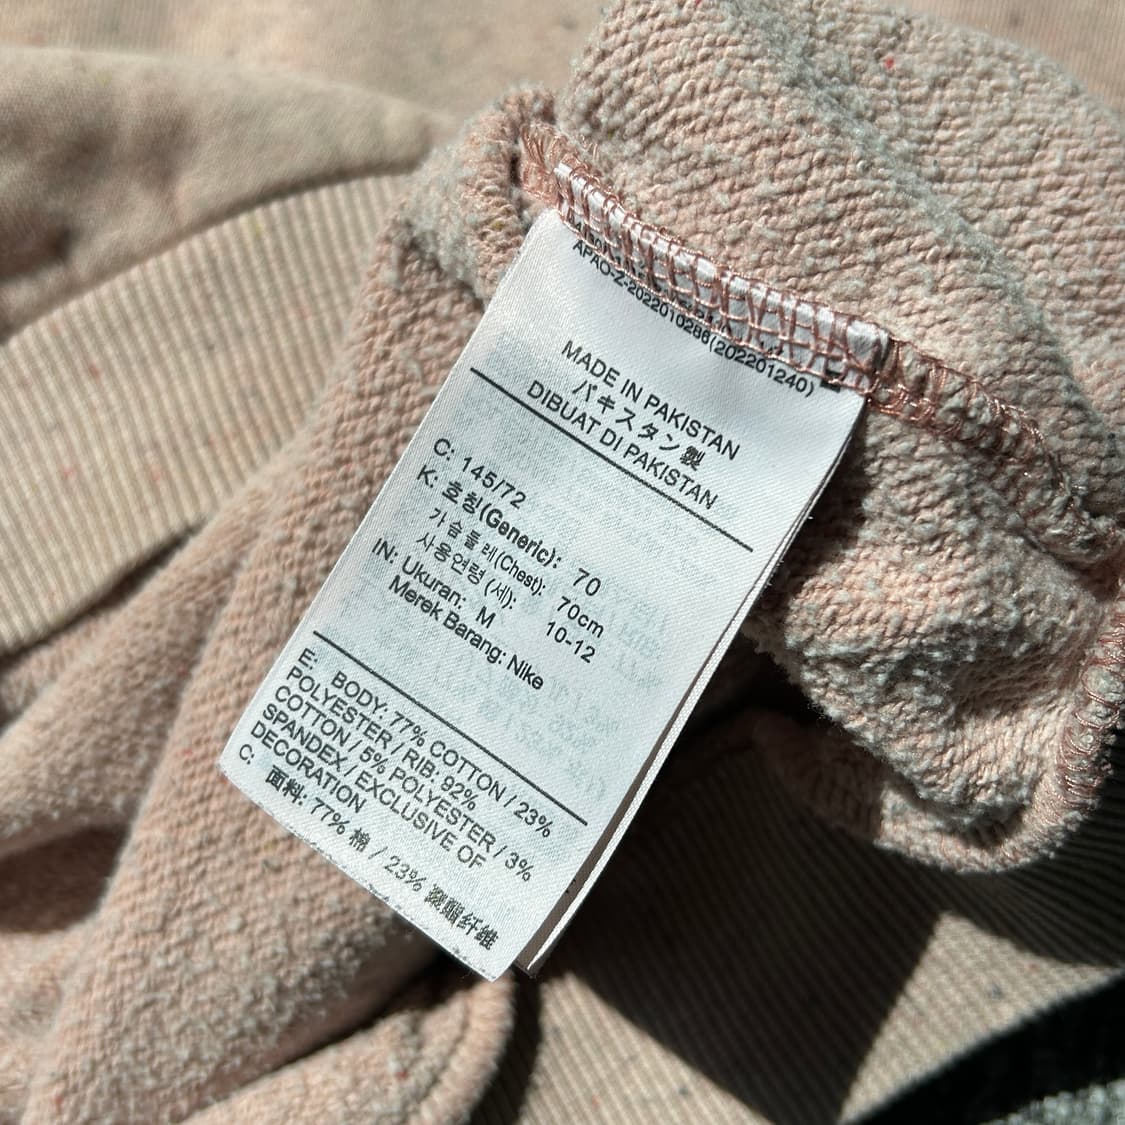 APAO-Z-2022010286(202201240)
MADE IN PAKISTAN
パキスタン製
DIBUAT DI PAKISTAN
C: 145/72
K: 호칭(Generic): 70
가슴둘레(Chest): 70cm
사용연령 (세): 10-12
IN: Ukuran: M
Merek Barang: Nike
E: BODY: 77% COTTON / 23%
POLYESTER / RIB: 92%
COTTON / 5% POLYESTER / 3%
SPANDEX / EXCLUSIVE OF
DECORATION
C: 面料: 77% 棉 / 23% 聚酯纤维